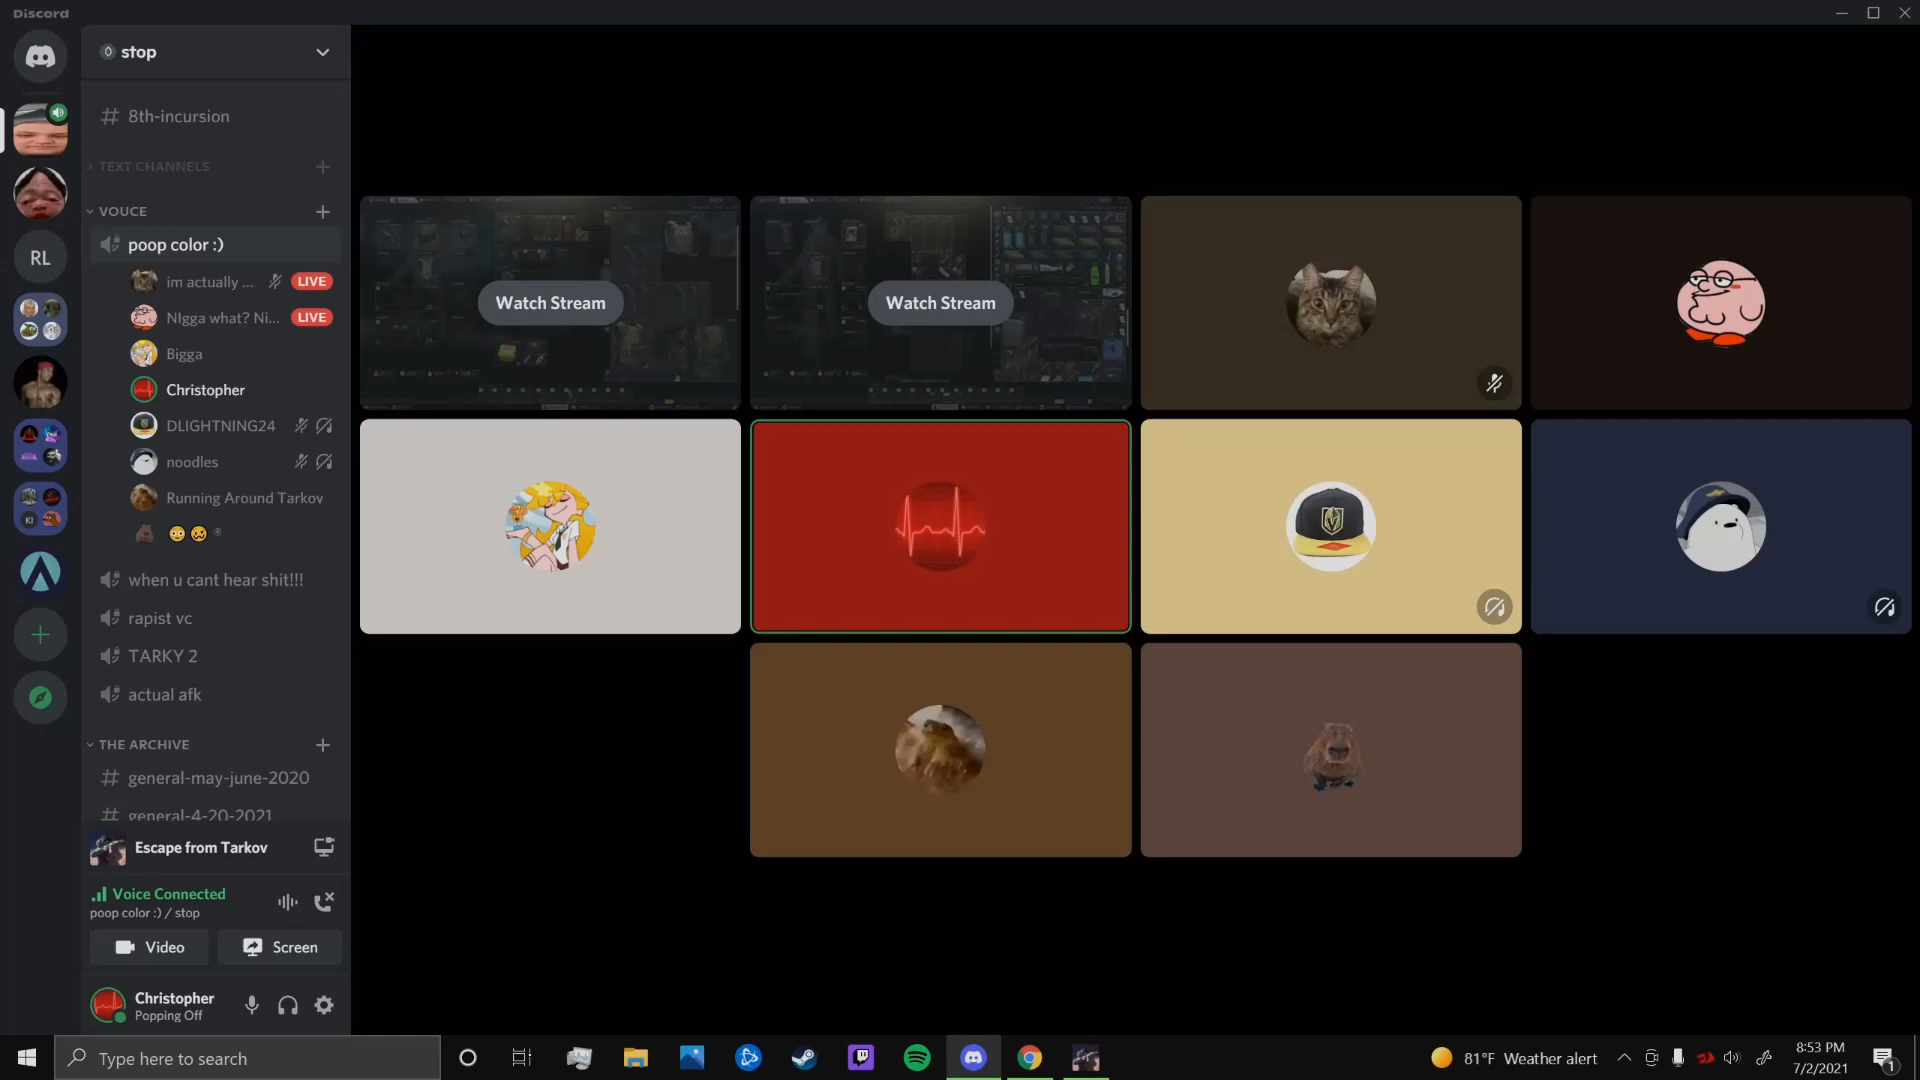 Discord
stop
8th-incursion
TEXT CHANNELS
VOUCE
poop color :)
im actually ...
LIVE
NIgga what? Ni...
LIVE
Bigga
Christopher
DLIGHTNING24
noodles
Running Around Tarkov
when u cant hear shit!!!
rapist vc
TARKY 2
actual afk
THE ARCHIVE
general-may-june-2020
general-4-20-2021
RL
KI
Escape from Tarkov
Voice Connected
poop color :) / stop
Video
Screen
Christopher
Popping Off
Watch Stream
Watch Stream
Type here to search
81°F Weather alert
8:53 PM
7/2/2021
1